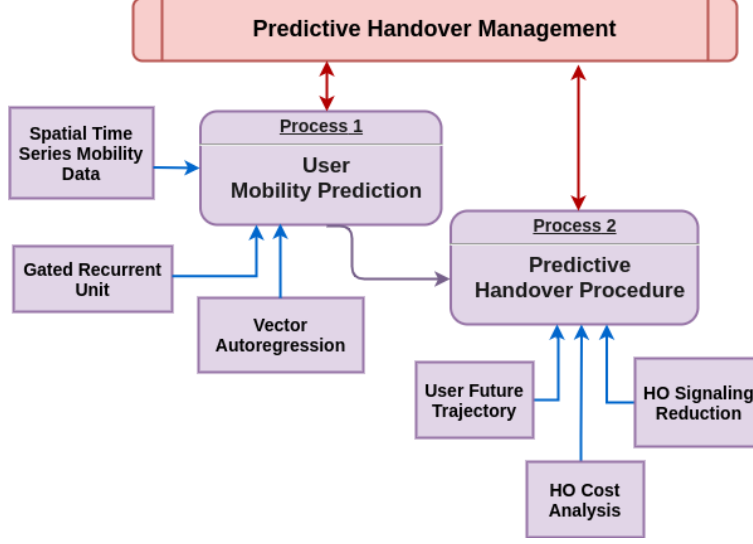 Predictive Handover Management
Process 1
User
Mobility Prediction
Spatial Time
Series Mobility
Data
Gated Recurrent
Unit
Vector
Autoregression
Process 2
Predictive
Handover Procedure
User Future
Trajectory
HO Cost
Analysis
HO Signaling
Reduction